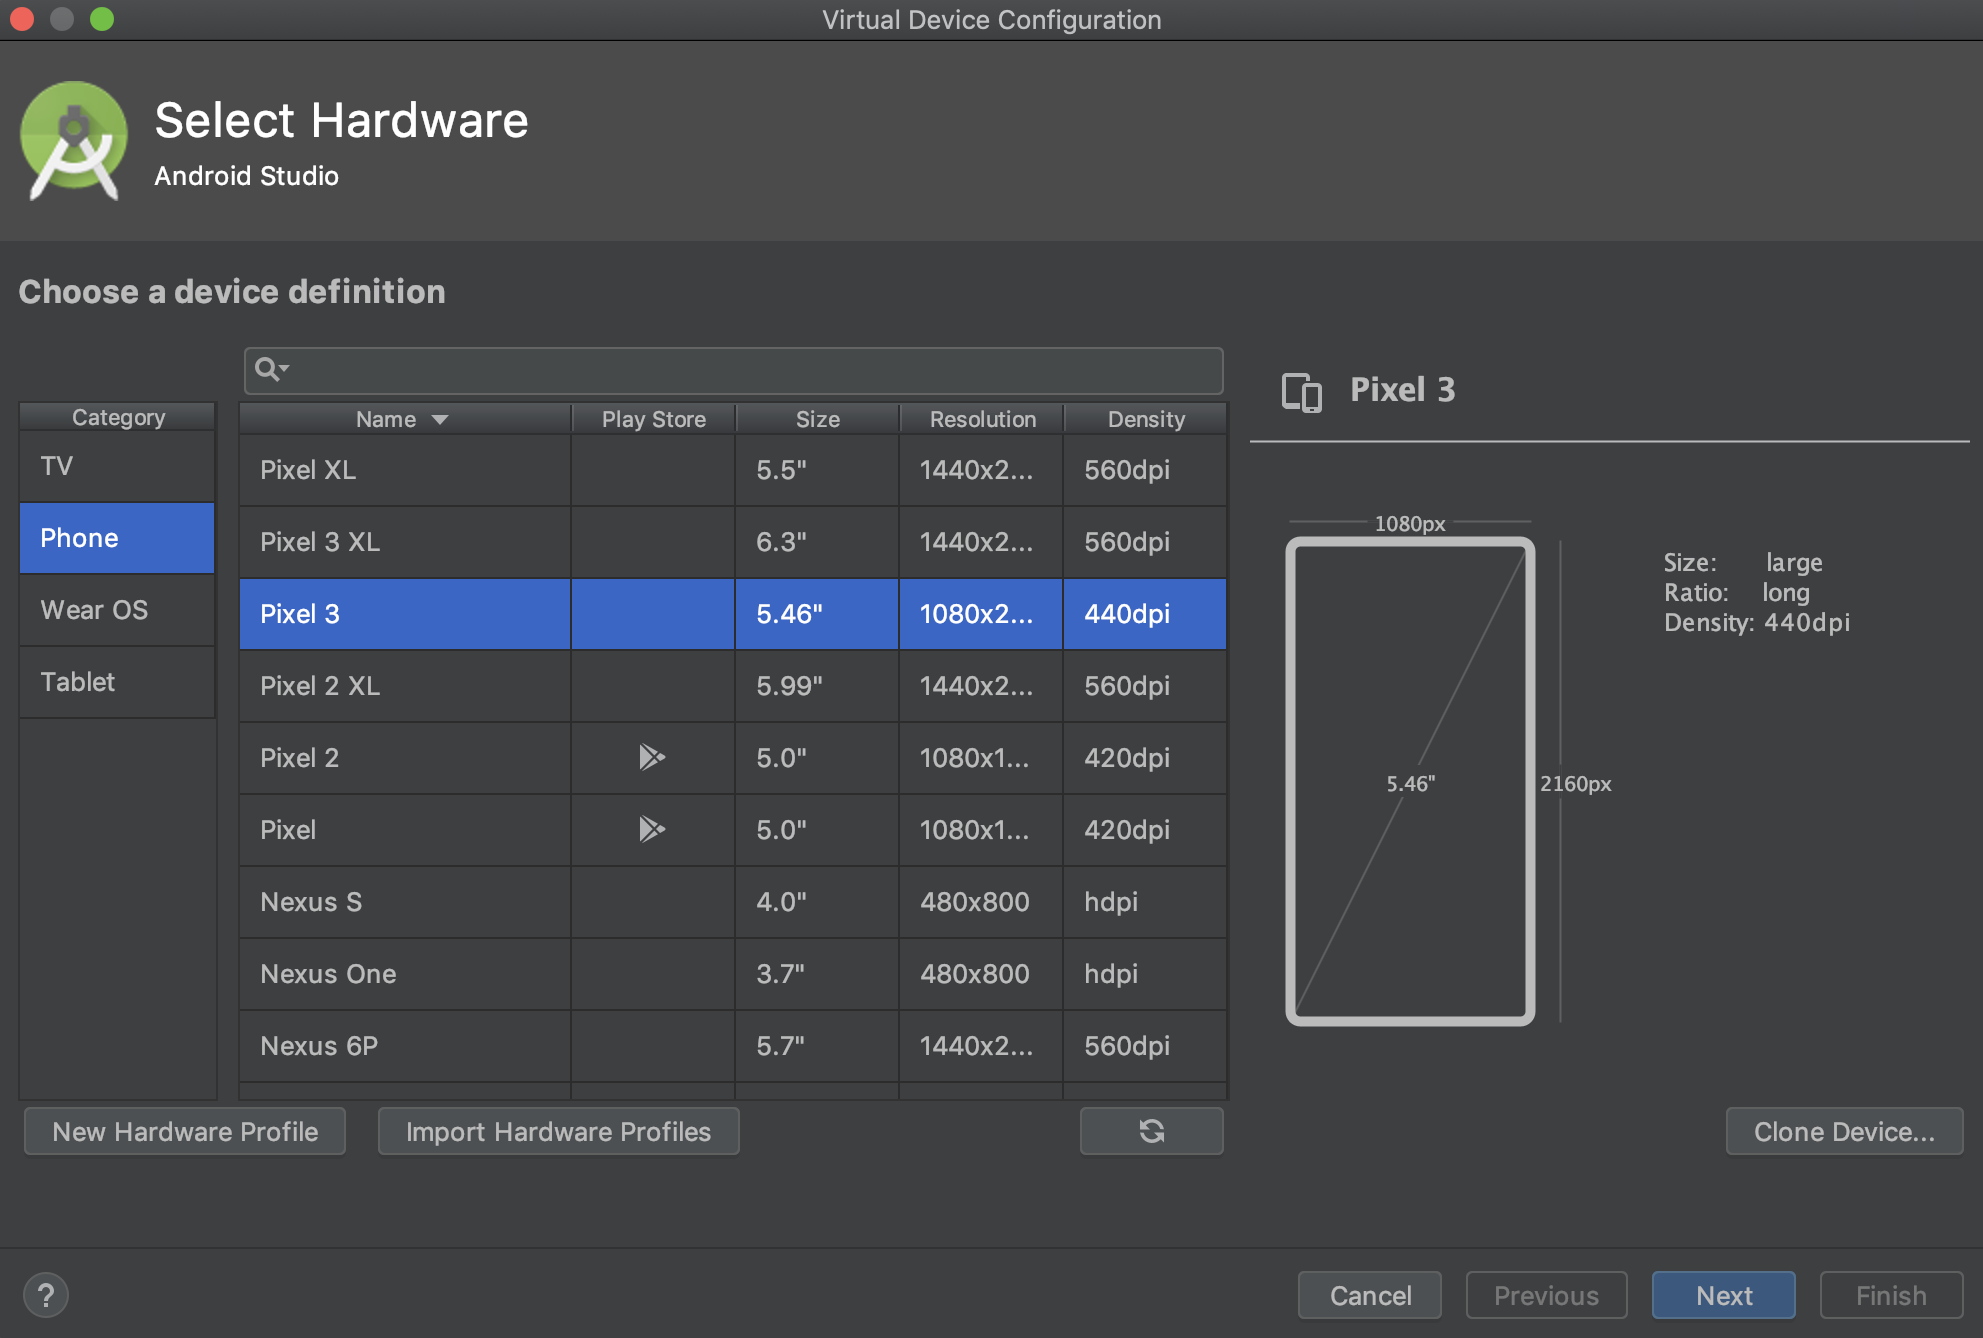 Virtual Device Configuration
Select Hardware
Android Studio
Choose a device definition
Category
TV
Phone
Wear OS
Tablet
Name Play Store Size Resolution Density
Pixel XL 5.5" 1440x2... 560dpi
Pixel 3 XL 6.3" 1440x2... 560dpi
Pixel 3 5.46" 1080x2... 440dpi
Pixel 2 XL 5.99" 1440x2... 560dpi
Pixel 2 5.0" 1080x1... 420dpi
Pixel 5.0" 1080x1... 420dpi
Nexus S 4.0" 480x800 hdpi
Nexus One 3.7" 480x800 hdpi
Nexus 6P 5.7" 1440x2... 560dpi
Pixel 3
1080px
5.46"
2160px
Size: large
Ratio: long
Density: 440dpi
New Hardware Profile
Import Hardware Profiles
Clone Device...
?
Cancel
Previous
Next
Finish